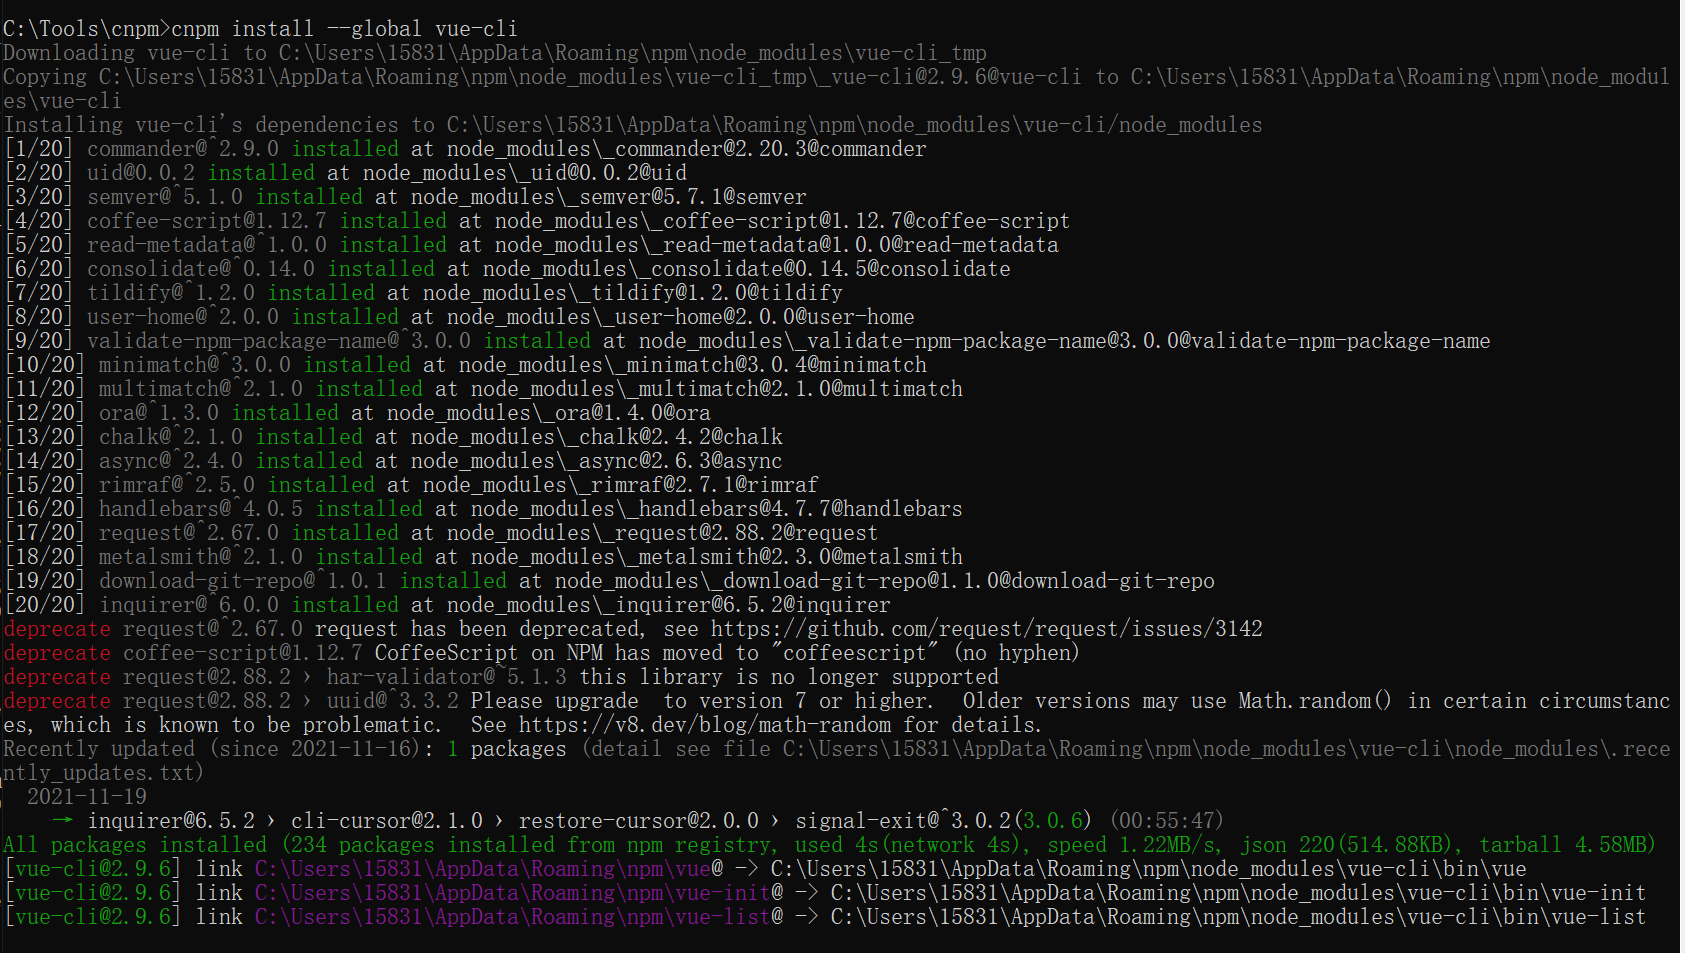 C:\Tools\cnpm>cnpm install --global vue-cli
Downloading vue-cli to C:\Users\15831\AppData\Roaming\npm\node_modules\vue-cli_tmp
Copying C:\Users\15831\AppData\Roaming\npm\node_modules\vue-cli_tmp\_vue-cli@2.9.6@vue-cli to C:\Users\15831\AppData\Roaming\npm\node_modul
es\vue-cli
Installing vue-cli's dependencies to C:\Users\15831\AppData\Roaming\npm\node_modules\vue-cli/node_modules
[1/20] commander@^2.9.0 installed at node_modules\_commander@2.20.3@commander
[2/20] uid@0.0.2 installed at node_modules\_uid@0.0.2@uid
[3/20] semver@^5.1.0 installed at node_modules\_semver@5.7.1@semver
[4/20] coffee-script@1.12.7 installed at node_modules\_coffee-script@1.12.7@coffee-script
[5/20] read-metadata@^1.0.0 installed at node_modules\_read-metadata@1.0.0@read-metadata
[6/20] consolidate@^0.14.0 installed at node_modules\_consolidate@0.14.5@consolidate
[7/20] tildify@^1.2.0 installed at node_modules\_tildify@1.2.0@tildify
[8/20] user-home@^2.0.0 installed at node_modules\_user-home@2.0.0@user-home
[9/20] validate-npm-package-name@^3.0.0 installed at node_modules\_validate-npm-package-name@3.0.0@validate-npm-package-name
[10/20] minimatch@^3.0.0 installed at node_modules\_minimatch@3.0.4@minimatch
[11/20] multimatch@^2.1.0 installed at node_modules\_multimatch@2.1.0@multimatch
[12/20] ora@^1.3.0 installed at node_modules\_ora@1.4.0@ora
[13/20] chalk@^2.1.0 installed at node_modules\_chalk@2.4.2@chalk
[14/20] async@^2.4.0 installed at node_modules\_async@2.6.3@async
[15/20] rimraf@^2.5.0 installed at node_modules\_rimraf@2.7.1@rimraf
[16/20] handlebars@^4.0.5 installed at node_modules\_handlebars@4.7.7@handlebars
[17/20] request@^2.67.0 installed at node_modules\_request@2.88.2@request
[18/20] metalsmith@^2.1.0 installed at node_modules\_metalsmith@2.3.0@metalsmith
[19/20] download-git-repo@^1.0.1 installed at node_modules\_download-git-repo@1.1.0@download-git-repo
[20/20] inquirer@^6.0.0 installed at node_modules\_inquirer@6.5.2@inquirer
deprecate request@^2.67.0 request has been deprecated, see https://github.com/request/request/issues/3142
deprecate coffee-script@1.12.7 CoffeeScript on NPM has moved to "coffeescript" (no hyphen)
deprecate request@2.88.2 › har-validator@~5.1.3 this library is no longer supported
deprecate request@2.88.2 › uuid@^3.3.2 Please upgrade  to version 7 or higher.  Older versions may use Math.random() in certain circumstanc
es, which is known to be problematic.  See https://v8.dev/blog/math-random for details.
Recently updated (since 2021-11-16): 1 packages (detail see file C:\Users\15831\AppData\Roaming\npm\node_modules\vue-cli\node_modules\.rece
ntly_updates.txt)
2021-11-19
→ inquirer@6.5.2 › cli-cursor@2.1.0 › restore-cursor@2.0.0 › signal-exit@^3.0.2(3.0.6) (00:55:47)
All packages installed (234 packages installed from npm registry, used 4s(network 4s), speed 1.22MB/s, json 220(514.88KB), tarball 4.58MB)
[vue-cli@2.9.6] link C:\Users\15831\AppData\Roaming\npm\vue@ -> C:\Users\15831\AppData\Roaming\npm\node_modules\vue-cli\bin\vue
[vue-cli@2.9.6] link C:\Users\15831\AppData\Roaming\npm\vue-init@ -> C:\Users\15831\AppData\Roaming\npm\node_modules\vue-cli\bin\vue-init
[vue-cli@2.9.6] link C:\Users\15831\AppData\Roaming\npm\vue-list@ -> C:\Users\15831\AppData\Roaming\npm\node_modules\vue-cli\bin\vue-list